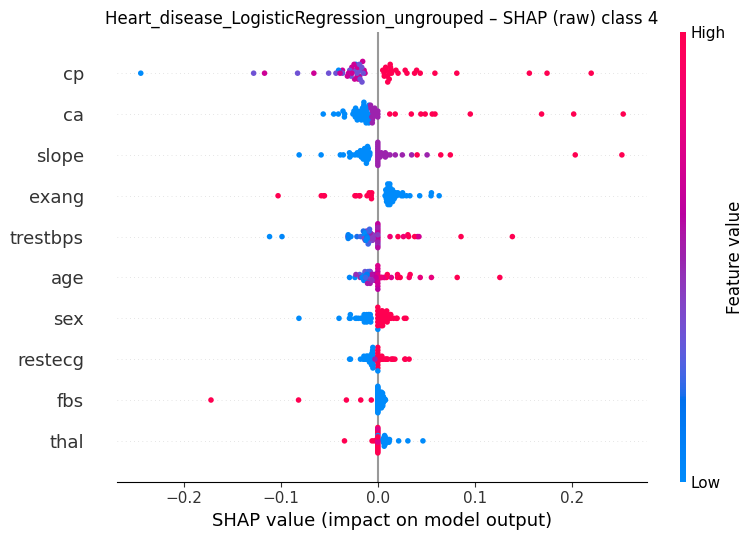 Heart_disease_LogisticRegression_ungrouped – SHAP (raw) class 4
High
cp
ca
slope
exang
trestbps
age
sex
restecg
fbs
thal
Feature value
Low
−0.2 −0.1 0.0 0.1 0.2
SHAP value (impact on model output)